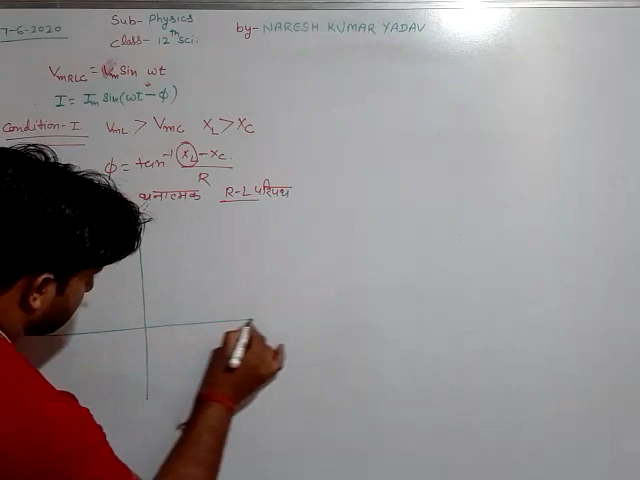 7-6-2020
Sub- Physics
Class- 12th sci.
by- NARESH KUMAR YADAV
VmRLC = Vm sin ωt
I = Im sin(ωt - ϕ)
Condition-I. VmL > VmC XL > XC
ϕ = tan⁻¹ XL - XC / R
धनात्मक R-L परिपथ